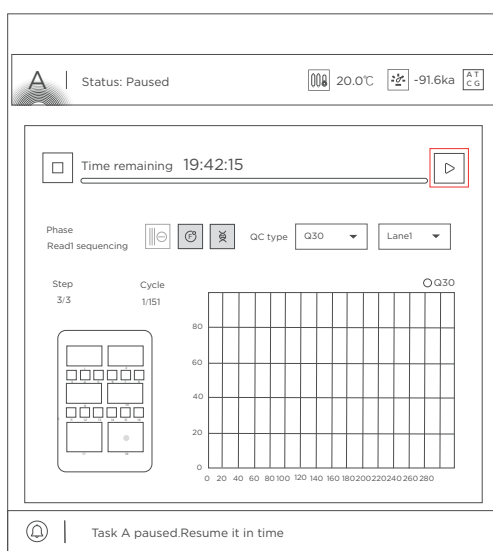 A
Status: Paused
20.0℃
-91.6ka
A T
C G
Time remaining 19:42:15
Phase
Read1 sequencing
QC type
Q30
Lane1
Step
3/3
Cycle
1/151
Q30
80
60
40
20
0
0 20 40 60 80 100 120 140 160 180 200 220 240 260 280
Task A paused.Resume it in time